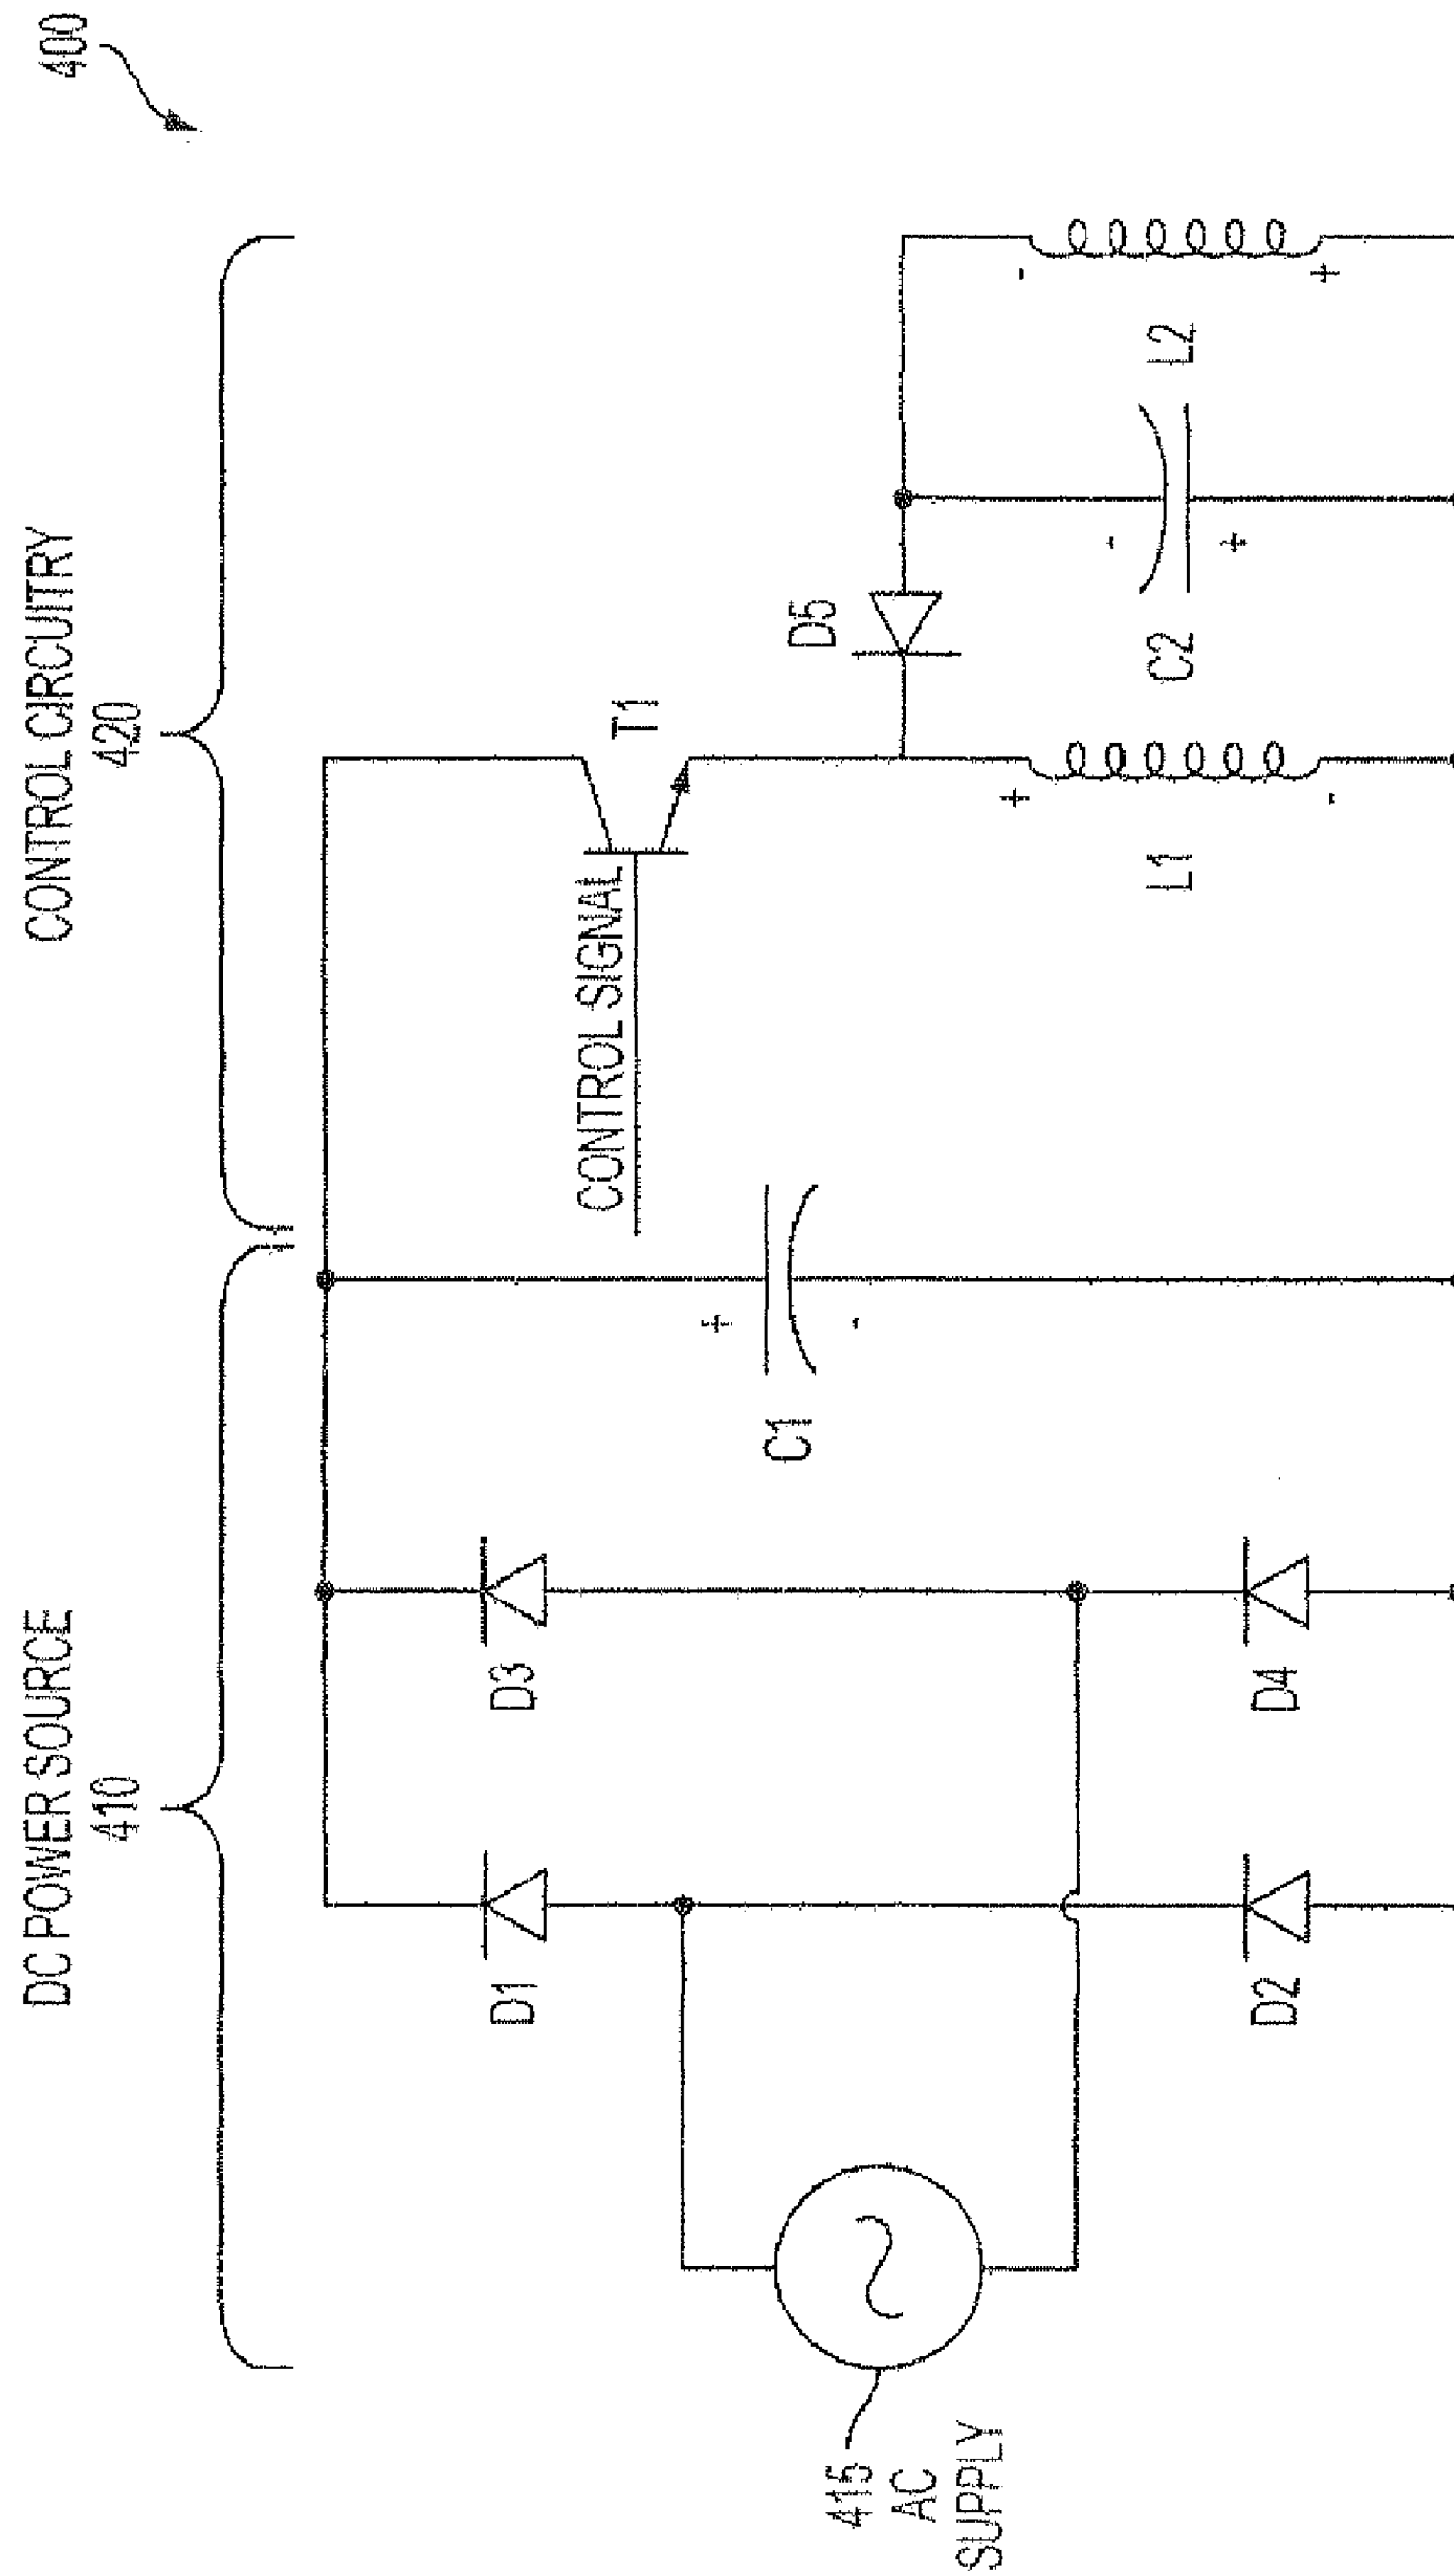 400
DC POWER SOURCE
410
CONTROL CIRCUITRY
420
415
AC
SUPPLY
D1
D2
D3
D4
C1
+
-
CONTROL SIGNAL
T1
D5
L1
+
-
C2
-
+
L2
-
+